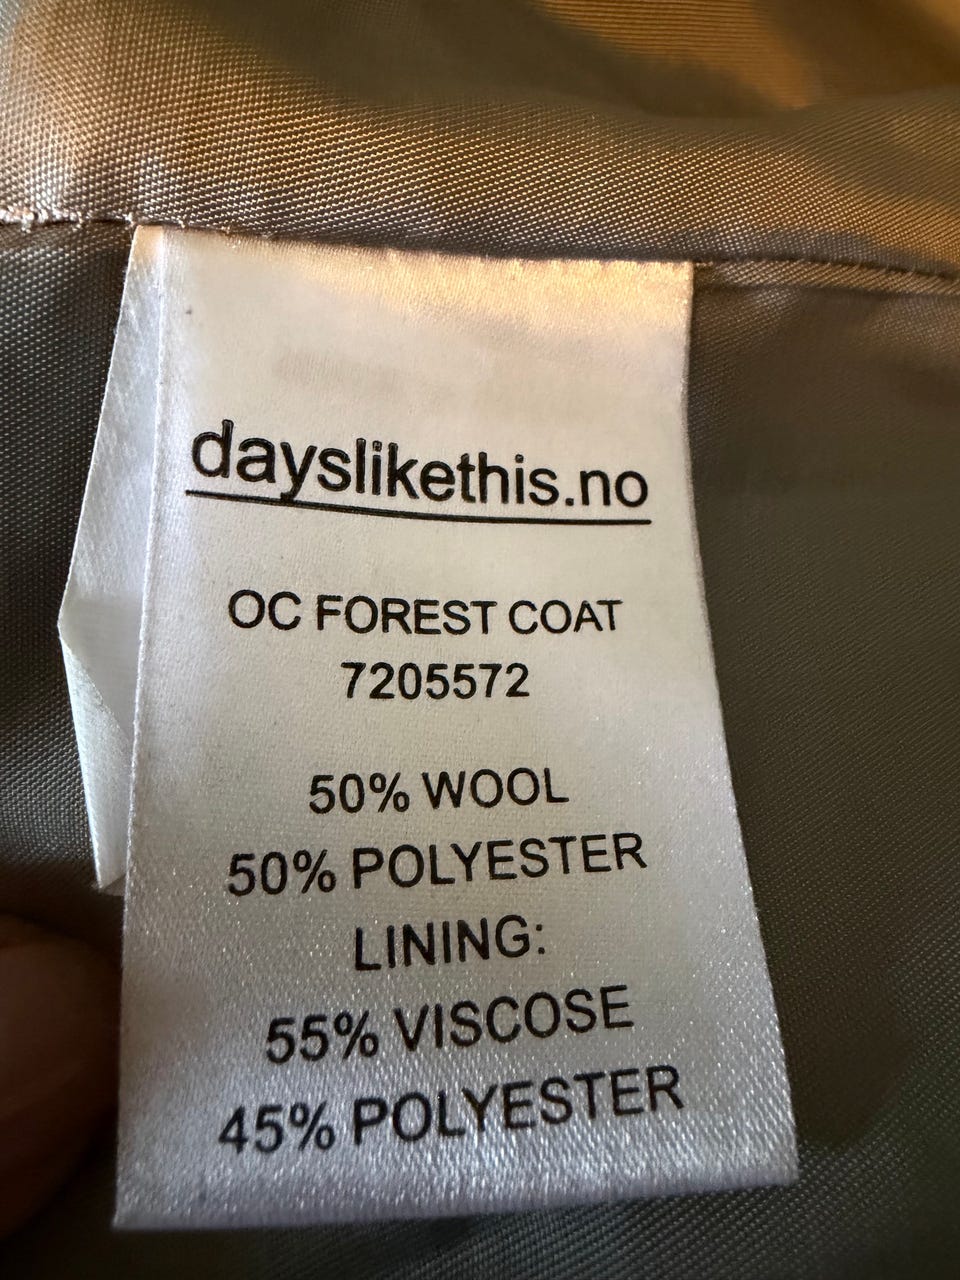 dayslikethis.no
OC FOREST COAT
7205572
50% WOOL
50% POLYESTER
LINING:
55% VISCOSE
45% POLYESTER